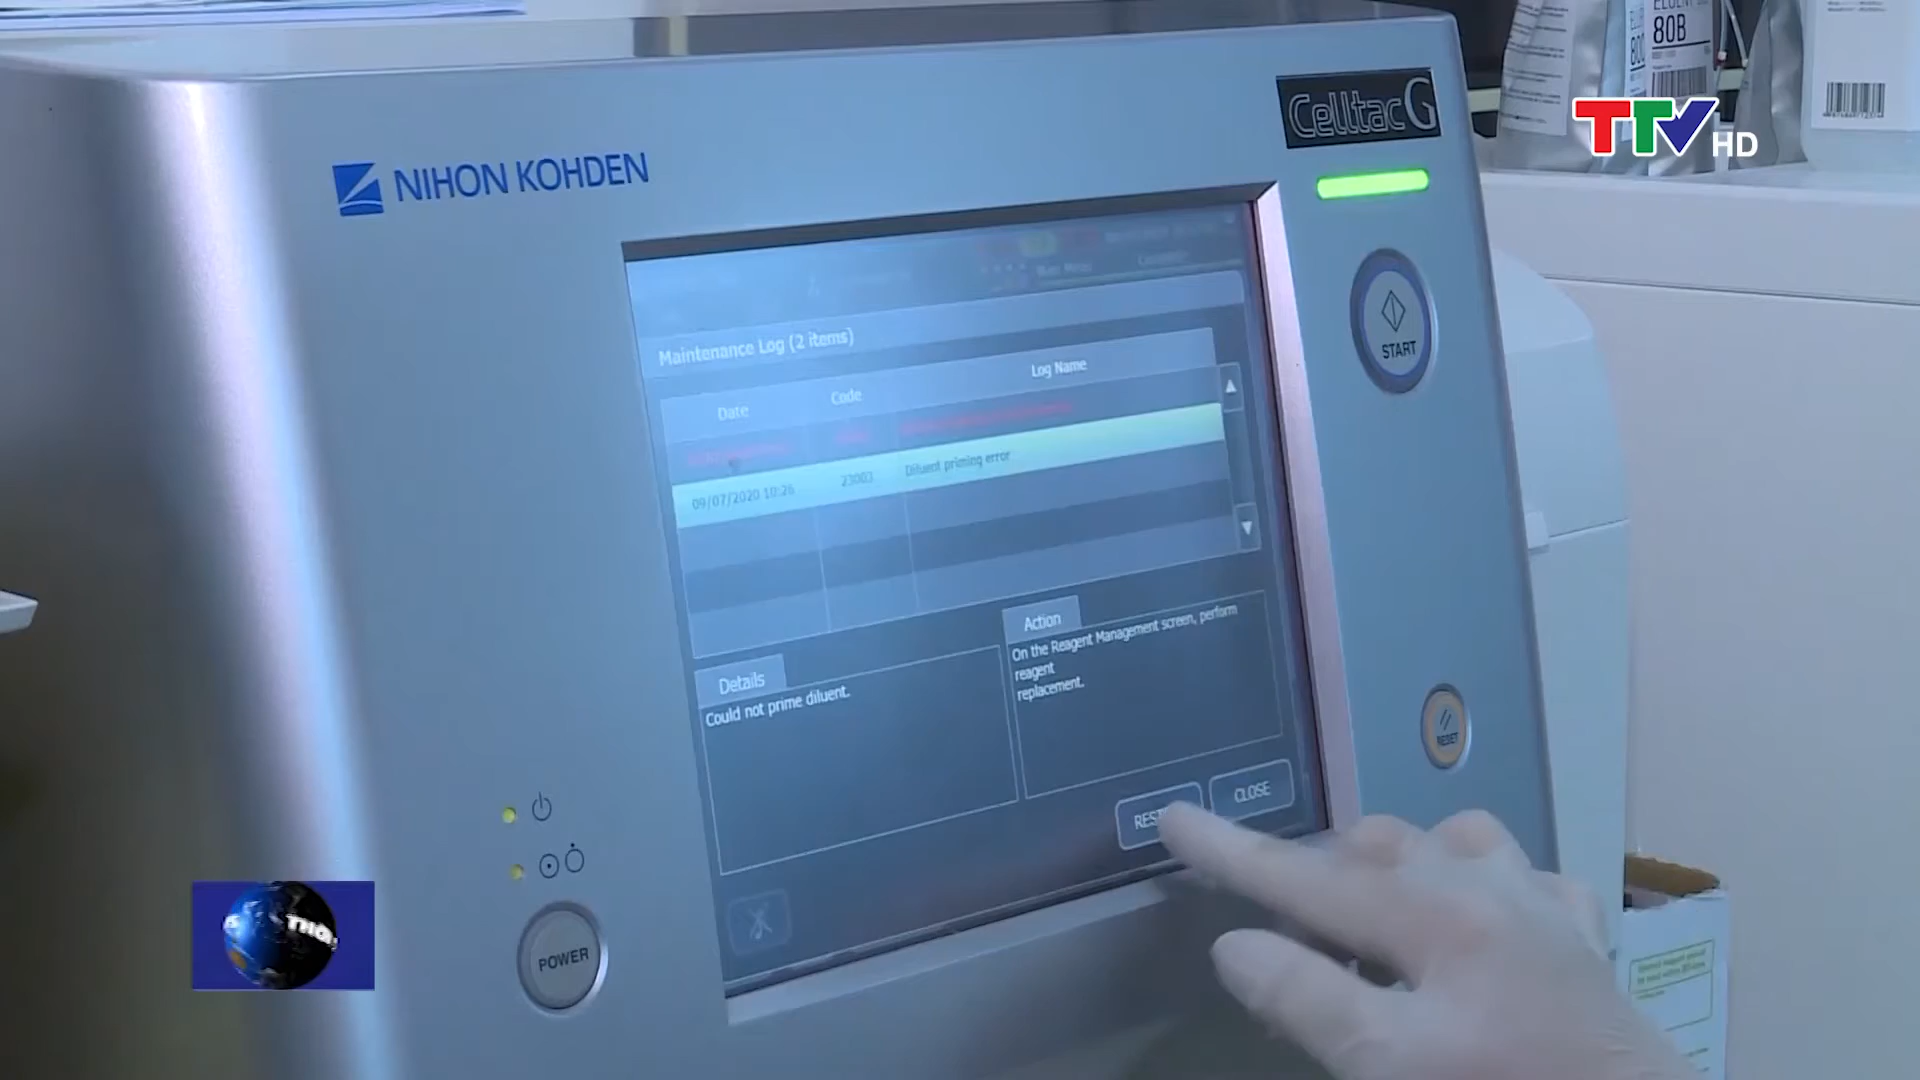 ELUENT
80B
TTV HD
CelltacG
NIHON KOHDEN
START
Maintenance Log (2 items)
Date Code Log Name
09/07/2020 10:26 23003 Diluent priming error
Action
On the Reagent Management screen, perform
reagent
replacement.
Details
Could not prime diluent.
CLOSE
RESET
POWER